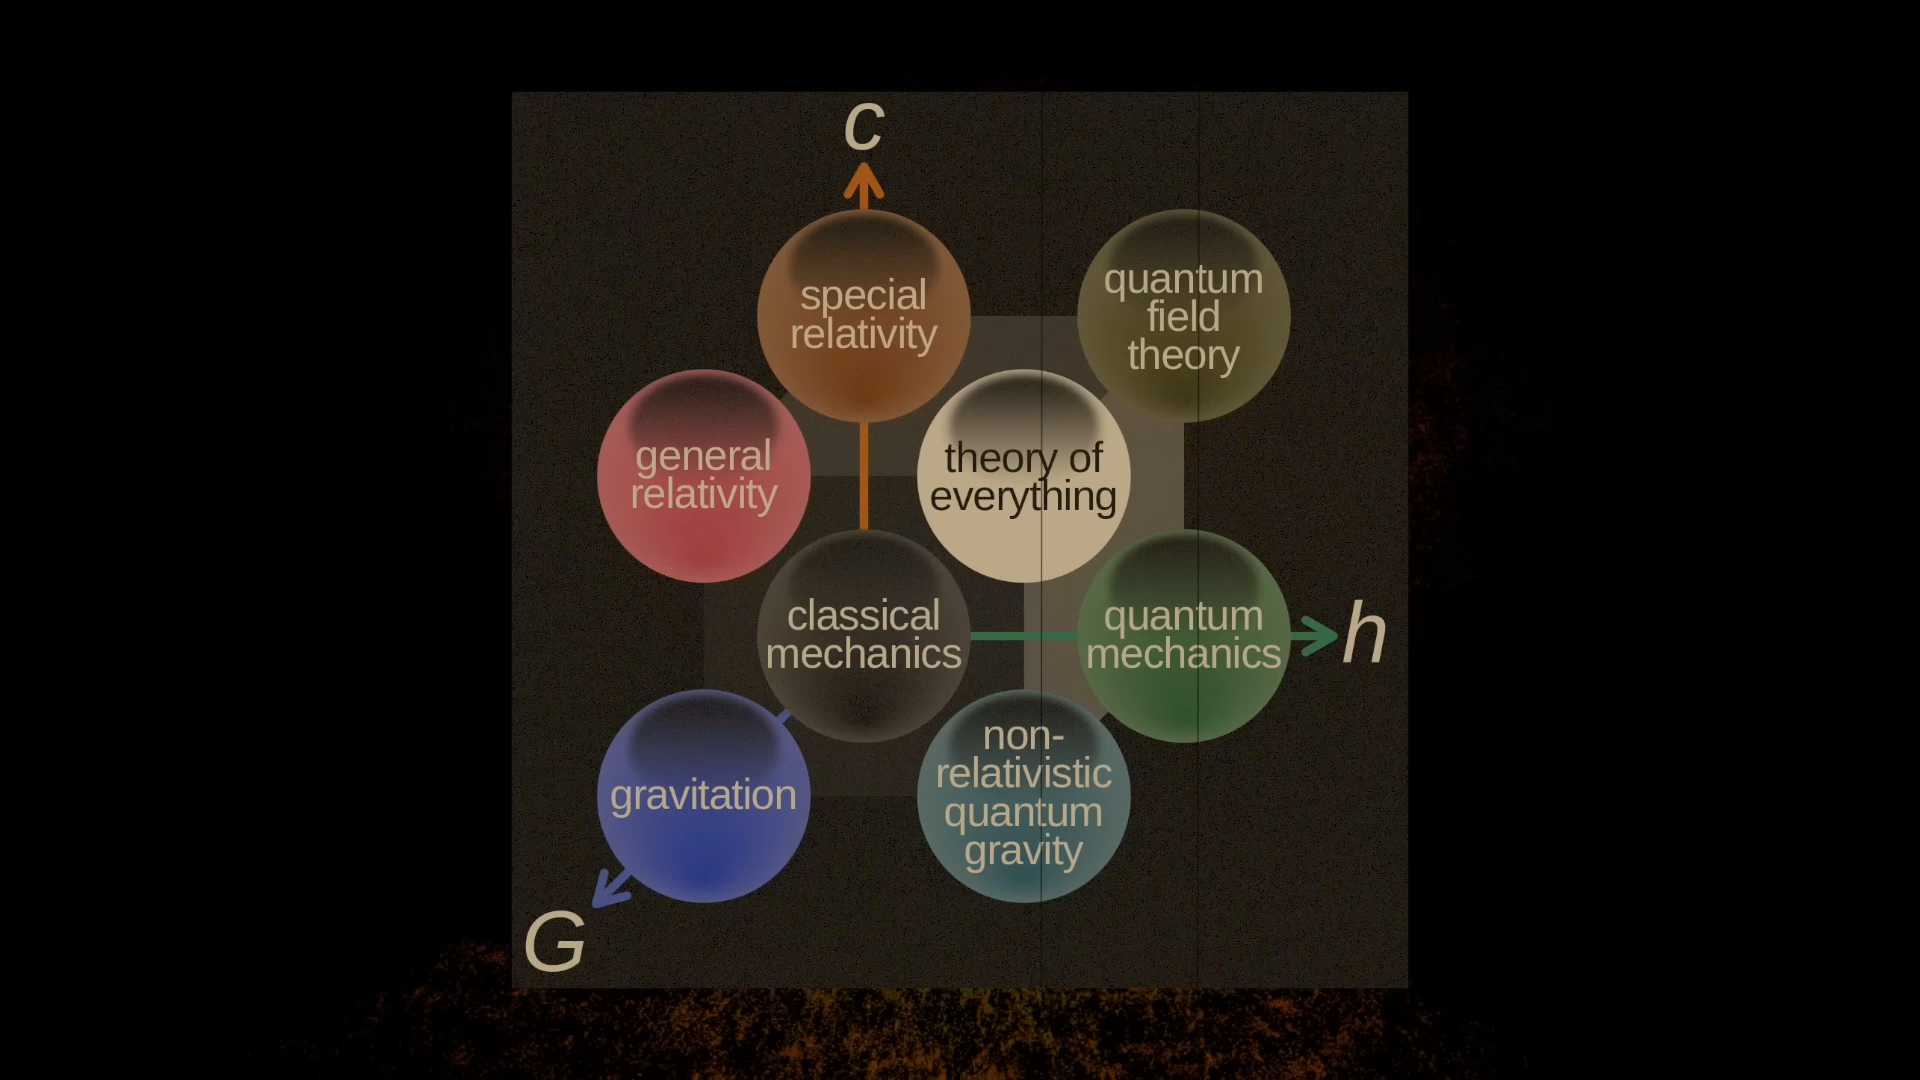 c
special
relativity
quantum
field
theory
general
relativity
theory of
everything
classical
mechanics
quantum
mechanics
h
gravitation
non-
relativistic
quantum
gravity
G